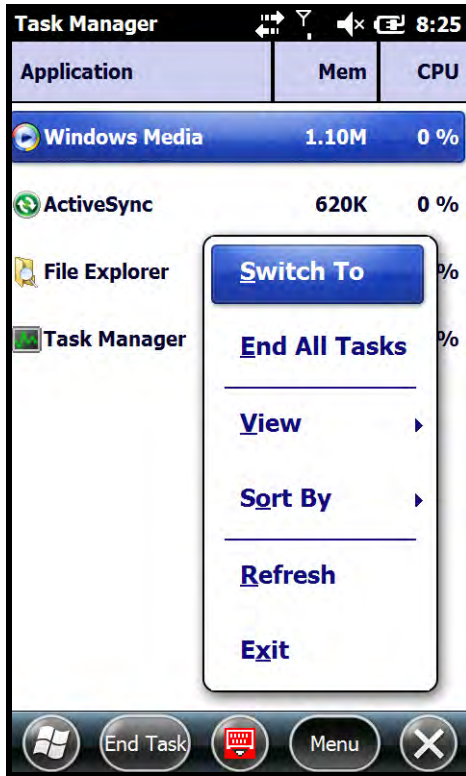 Task Manager 8:25
Application Mem CPU
Windows Media 1.10M 0 %
ActiveSync 620K 0 %
File Explorer %
Switch To
Task Manager %
End All Tasks
View
Sort By
Refresh
Exit
End Task Menu